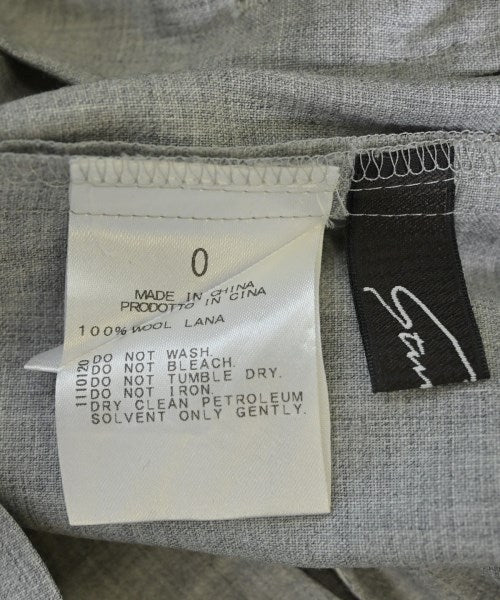 0
MADE IN CHINA
PRODOTTO IN CINA
100% WOOL LANA
1110120
DO NOT WASH.
DO NOT BLEACH.
DO NOT TUMBLE DRY.
DO NOT IRON.
DRY CLEAN PETROLEUM
SOLVENT ONLY GENTLY.